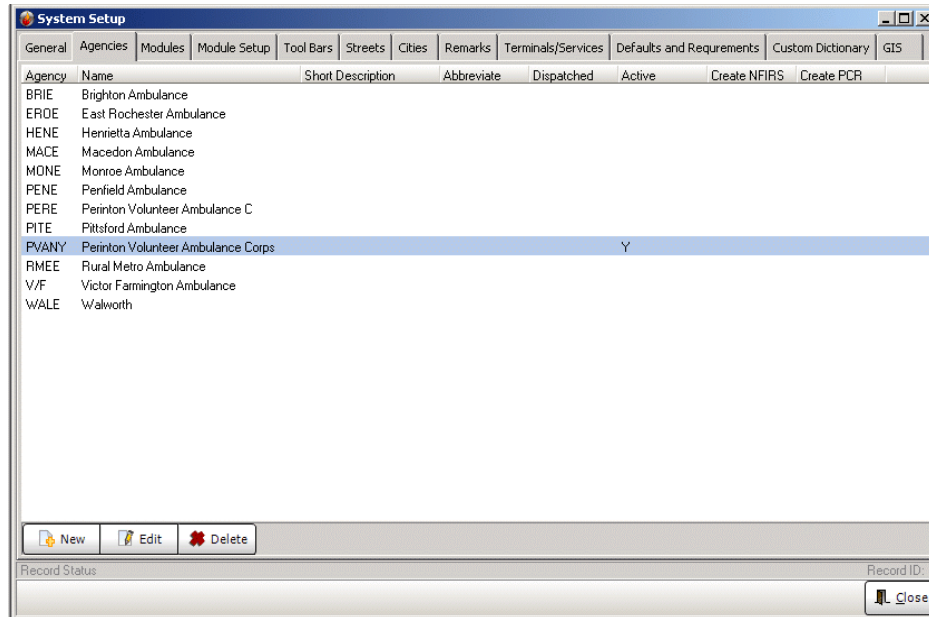 System Setup
General Agencies Modules Module Setup Tool Bars Streets Cities Remarks Terminals/Services Defaults and Requrements Custom Dictionary GIS
Agency Name Short Description Abbreviate Dispatched Active Create NFIRS Create PCR
BRIE Brighton Ambulance
EROE East Rochester Ambulance
HENE Henrietta Ambulance
MACE Macedon Ambulance
MONE Monroe Ambulance
PENE Penfield Ambulance
PERE Perinton Volunteer Ambulance C
PITE Pittsford Ambulance
PVANY Perinton Volunteer Ambulance Corps Y
RMEE Rural Metro Ambulance
V/F Victor Farmington Ambulance
WALE Walworth
New Edit Delete
Record Status Record ID:
Close